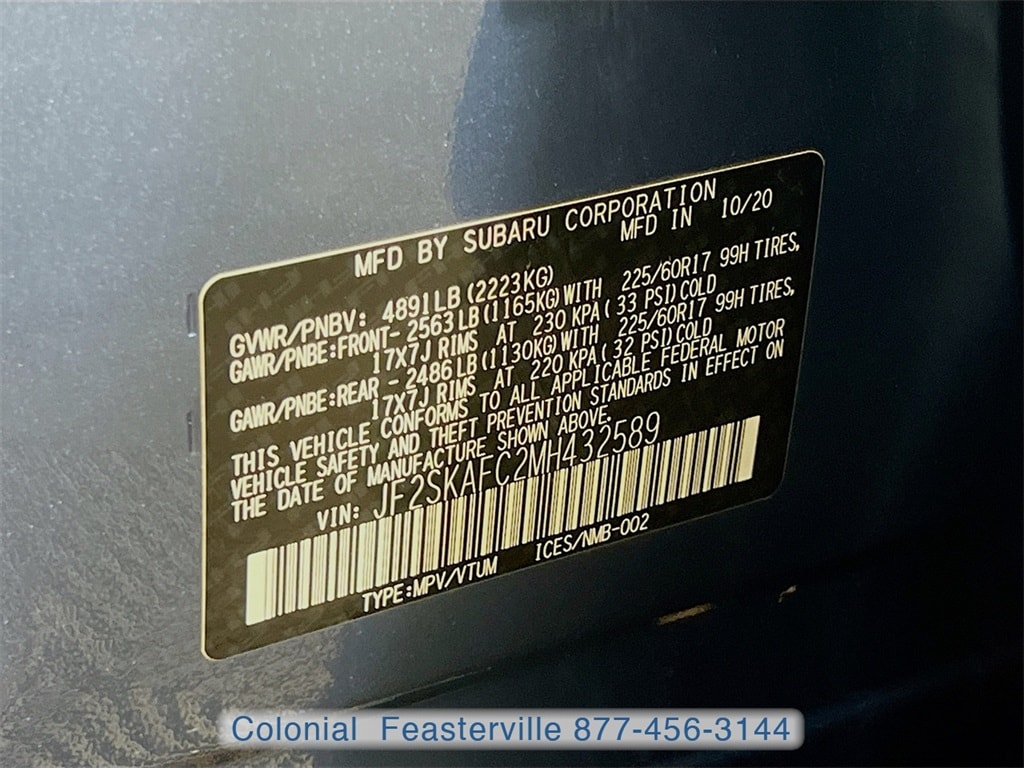 MFD BY SUBARU CORPORATION
MFD IN 10/20
GVWR/PNBV: 4891LB(2223KG)
GAWR/PNBE:FRONT-2563LB(1165KG)WITH 225/60R17 99H TIRES,
17X7J RIMS AT 230 KPA(33 PSI)COLD
GAWR/PNBE:REAR -2486LB(1130KG)WITH 225/60R17 99H TIRES,
17X7J RIMS AT 220 KPA(32 PSI)COLD
THIS VEHICLE CONFORMS TO ALL APPLICABLE FEDERAL MOTOR
VEHICLE SAFETY AND THEFT PREVENTION STANDARDS IN EFFECT ON
THE DATE OF MANUFACTURE SHOWN ABOVE.
VIN: JF2SKAFC2MH432589
TYPE:MPV/VTUM ICES/NMB-002
Colonial Feasterville 877-456-3144